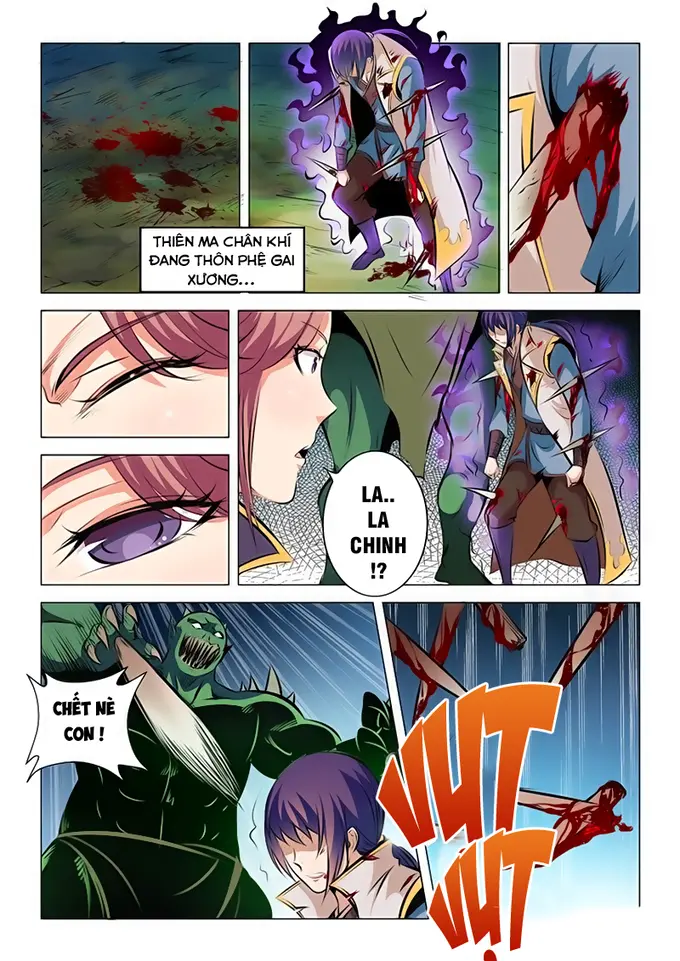 THIÊN MA CHÂN KHÍ
ĐANG THÔN PHỆ GAI
XƯƠNG...
LA..
LA
CHINH
!?
CHẾT NÈ
CON !
VỤT
VỤT